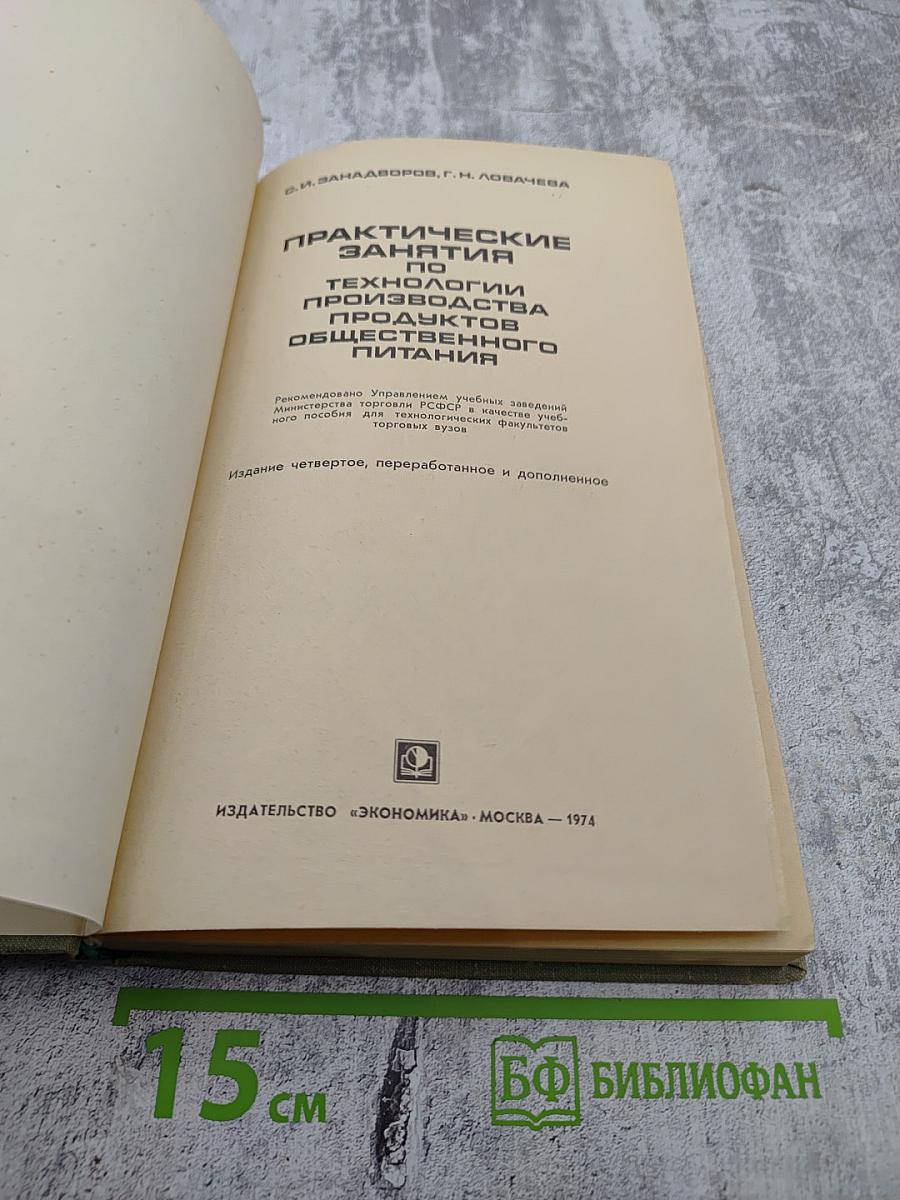 С. И. ЗАНАДВОРОВ, Г. Н. ЛОВАЧЕВА
ПРАКТИЧЕСКИЕ
ЗАНЯТИЯ
ПО
ТЕХНОЛОГИИ
ПРОИЗВОДСТВА
ПРОДУКТОВ
ОБЩЕСТВЕННОГО
ПИТАНИЯ
Рекомендовано Управлением учебных заведений
Министерства торговли РСФСР в качестве учеб-
ного пособия для технологических факультетов
торговых вузов
Издание четвертое, переработанное и дополненное
ИЗДАТЕЛЬСТВО «ЭКОНОМИКА» · МОСКВА — 1974
15 см
БФ БИБЛИОФАН